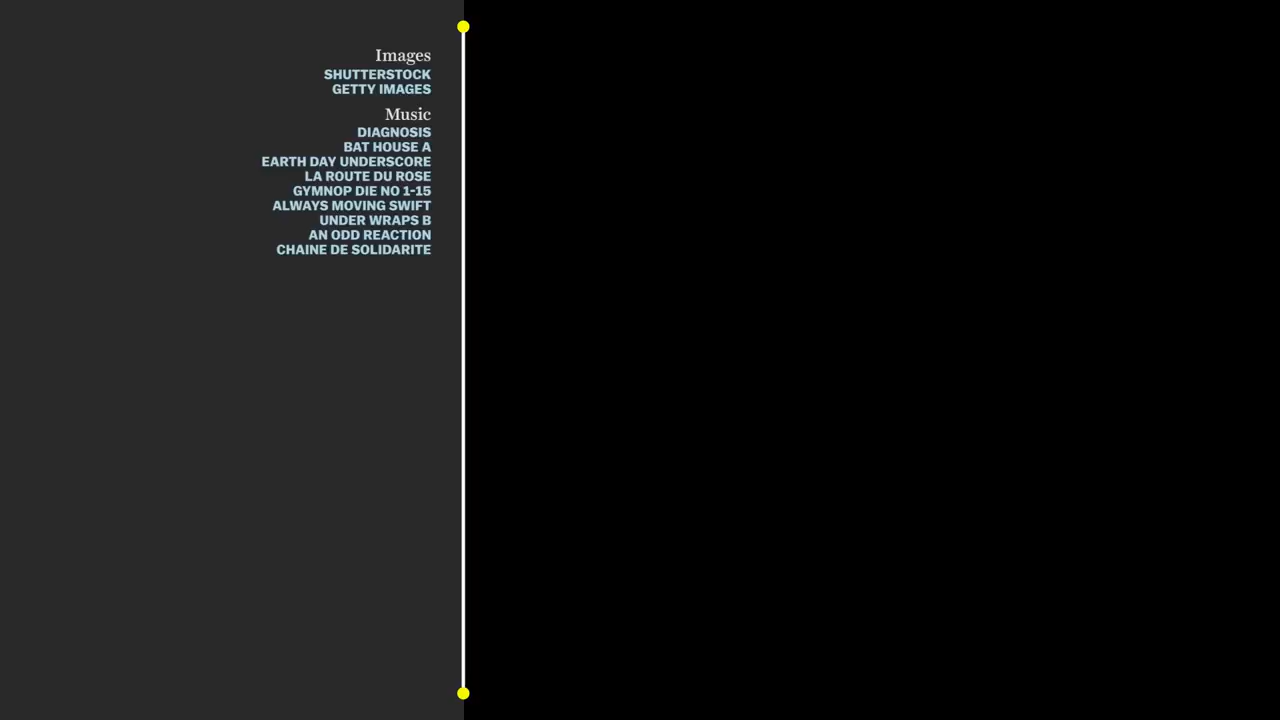 Images
SHUTTERSTOCK
GETTY IMAGES
Music
DIAGNOSIS
BAT HOUSE A
EARTH DAY UNDERSCORE
LA ROUTE DU ROSE
GYMNOP DIE NO 1-15
ALWAYS MOVING SWIFT
UNDER WRAPS B
AN ODD REACTION
CHAINE DE SOLIDARITE